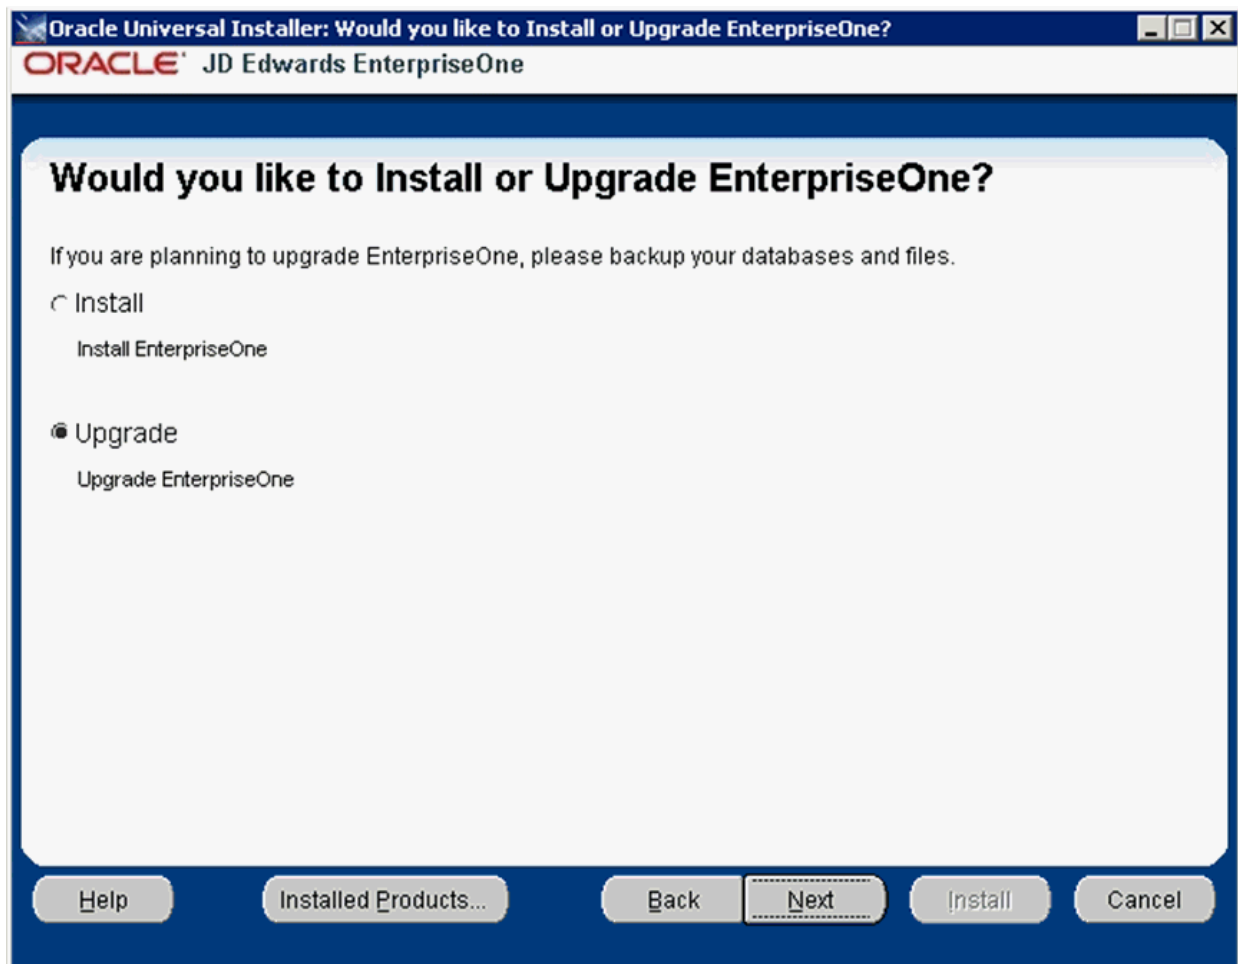 Oracle Universal Installer: Would you like to Install or Upgrade EnterpriseOne?
ORACLE JD Edwards EnterpriseOne
Would you like to Install or Upgrade EnterpriseOne?
If you are planning to upgrade EnterpriseOne, please backup your databases and files.
Install
Install EnterpriseOne
Upgrade
Upgrade EnterpriseOne
Help Installed Products... Back Next Install Cancel